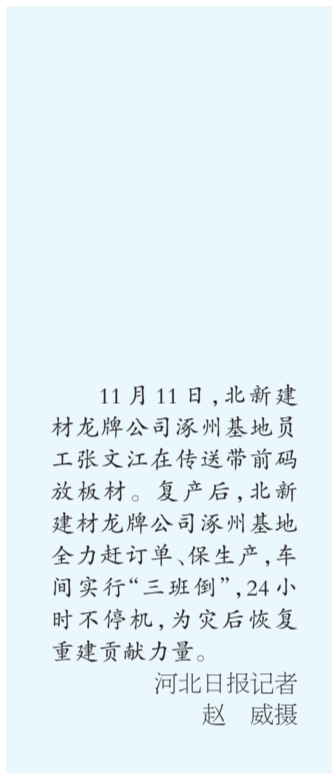 11月11日，北新建
材龙牌公司涿州基地员
工张文江在传送带前码
放板材。复产后，北新
建材龙牌公司涿州基地
全力赶订单、保生产，车
间实行“三班倒”，24小
时不停机，为灾后恢复
重建贡献力量。
河北日报记者
赵　威摄